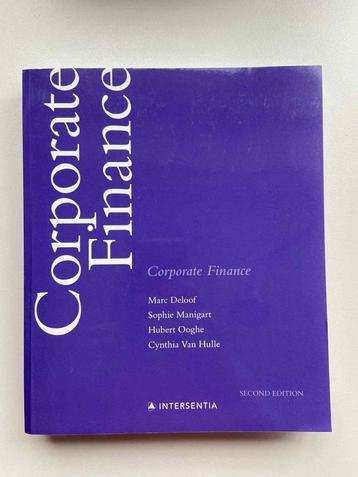 Corporate
Finance
Corporate Finance
Marc Deloof
Sophie Manigart
Hubert Ooghe
Cynthia Van Hulle
SECOND EDITION
INTERSENTIA